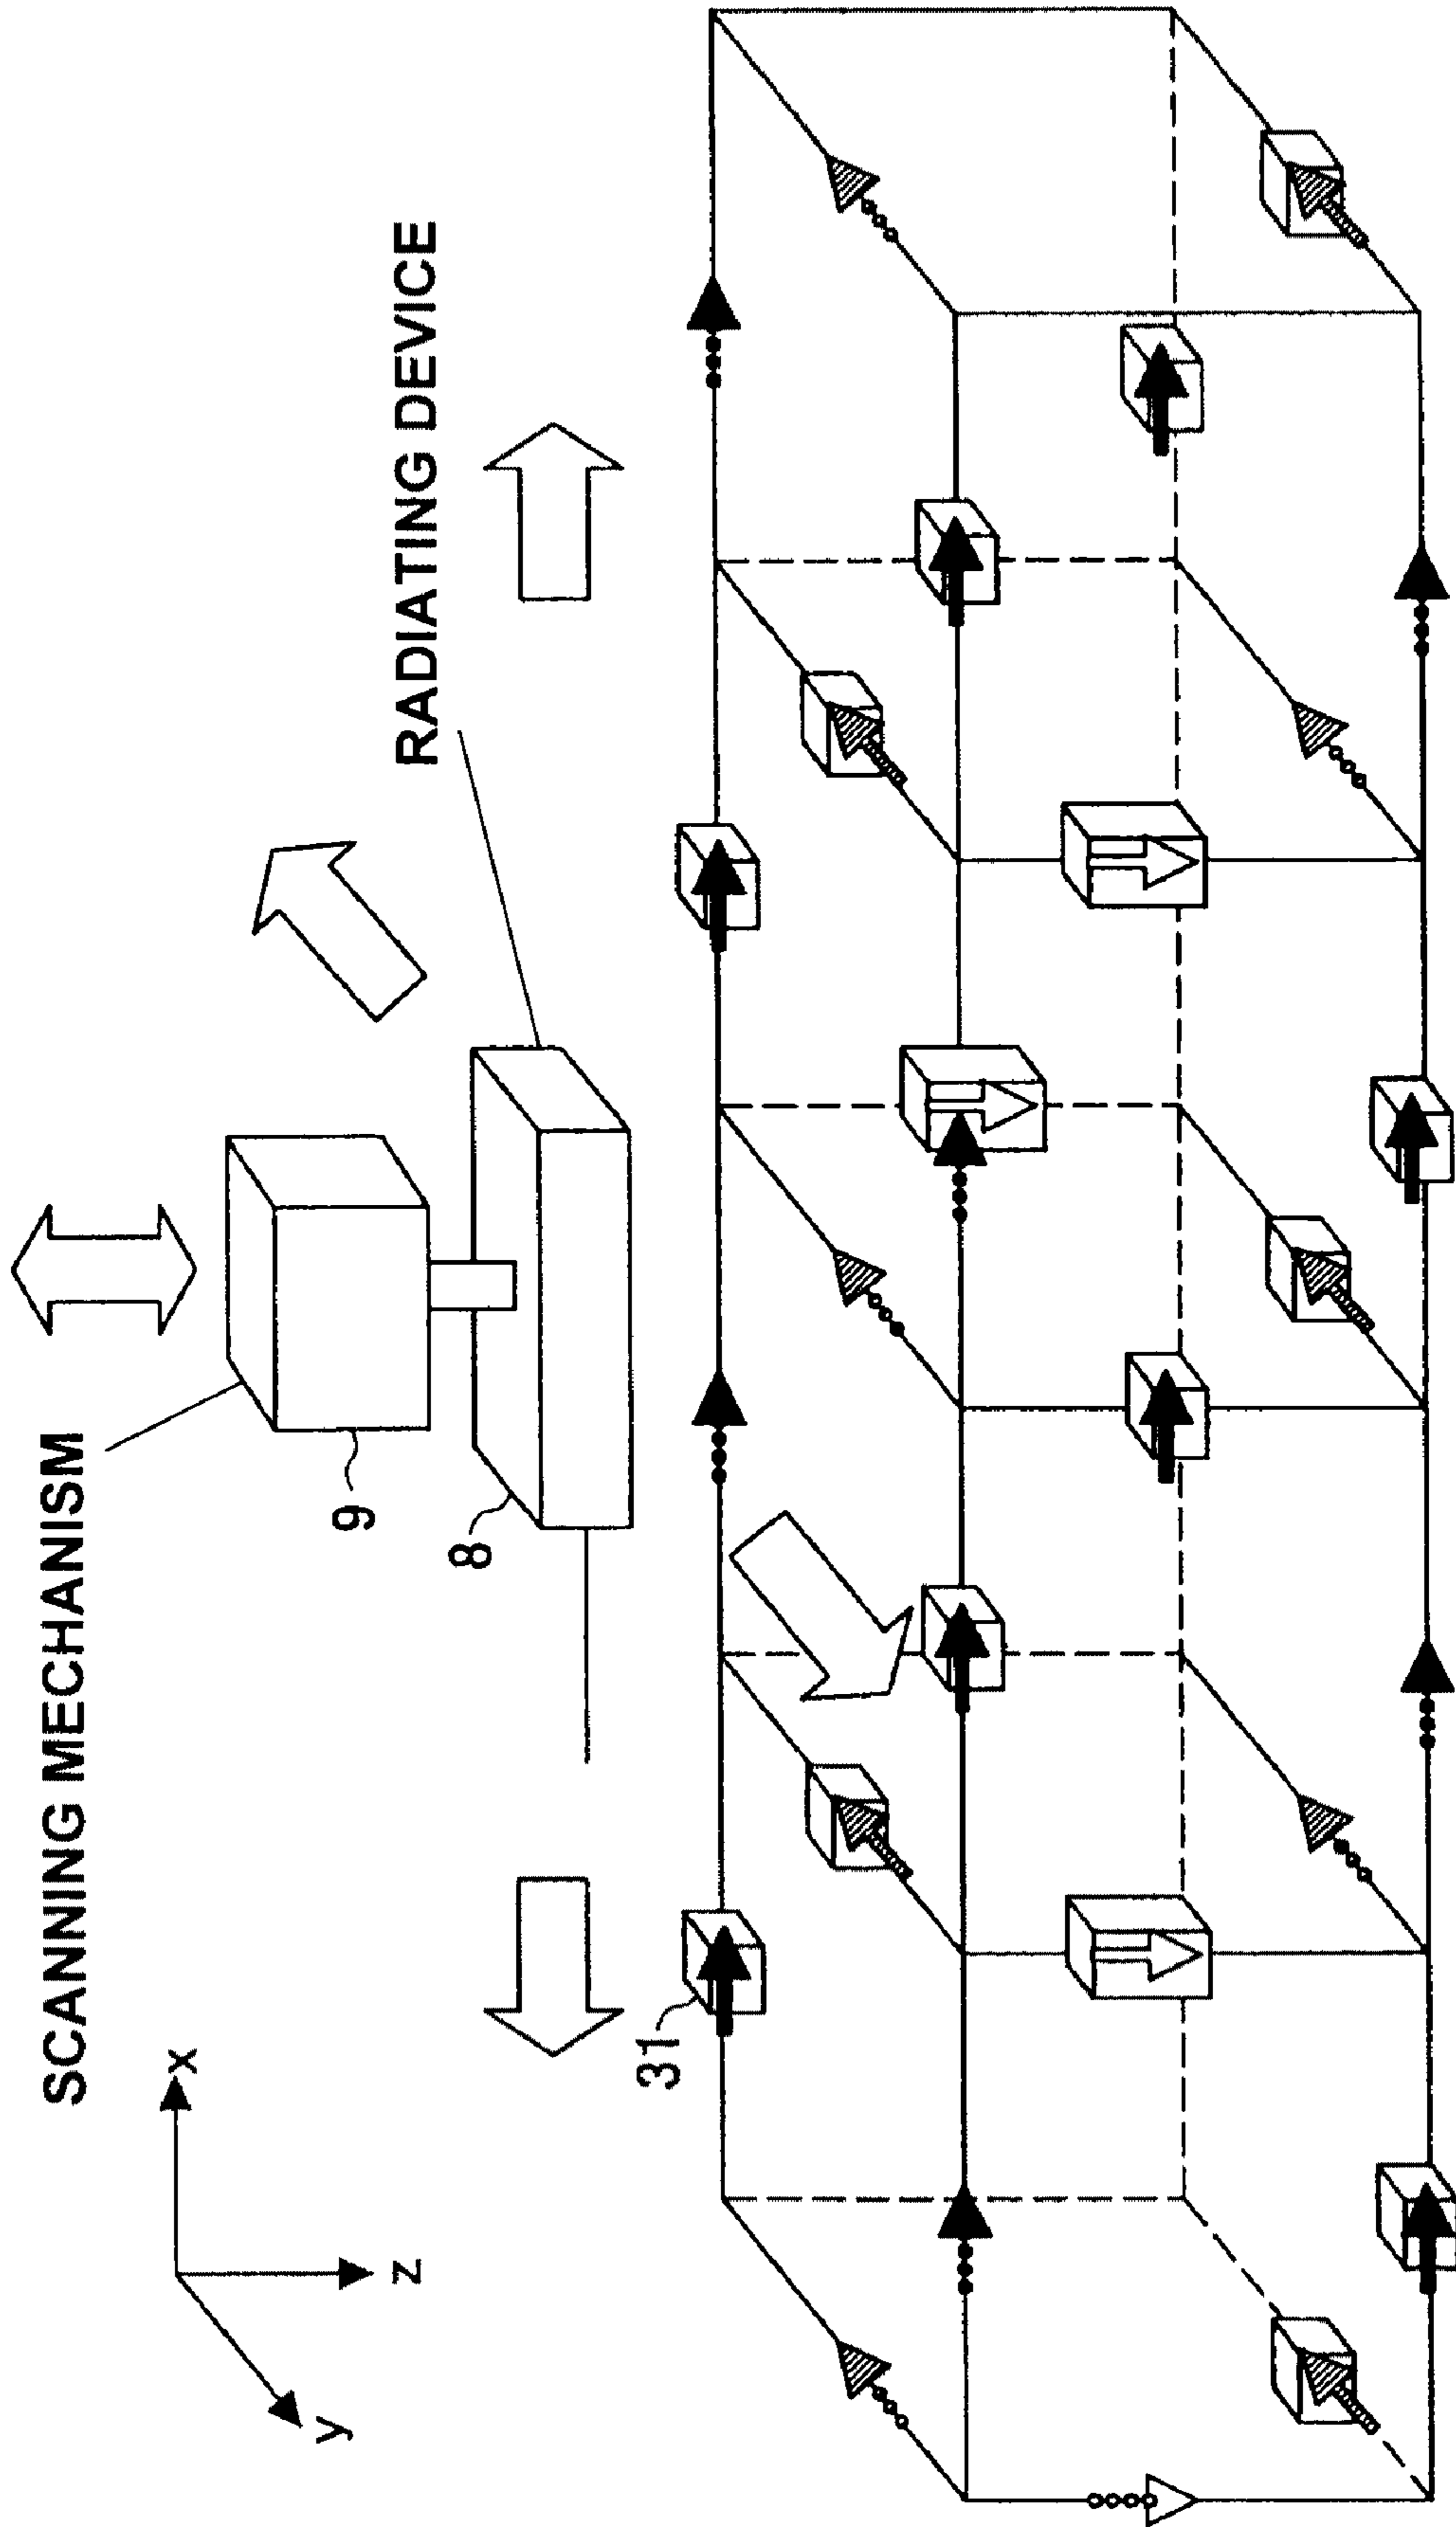 SCANNING MECHANISM
RADIATING DEVICE
x
y
z
9
8
31